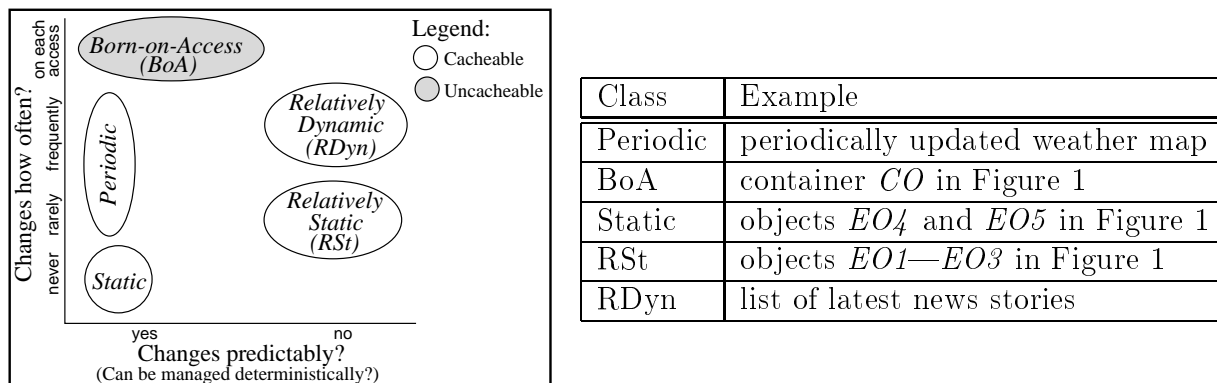 Changes how often?
on each access
frequently
rarely
never
Born-on-Access
(BoA)
Periodic
Static
Relatively
Dynamic
(RDyn)
Relatively
Static
(RSt)
Legend:
Cacheable
Uncacheable
yes
no
Changes predictably?
(Can be managed deterministically?)
Class Example
Periodic periodically updated weather map
BoA container CO in Figure 1
Static objects EO4 and EO5 in Figure 1
RSt objects EO1—EO3 in Figure 1
RDyn list of latest news stories